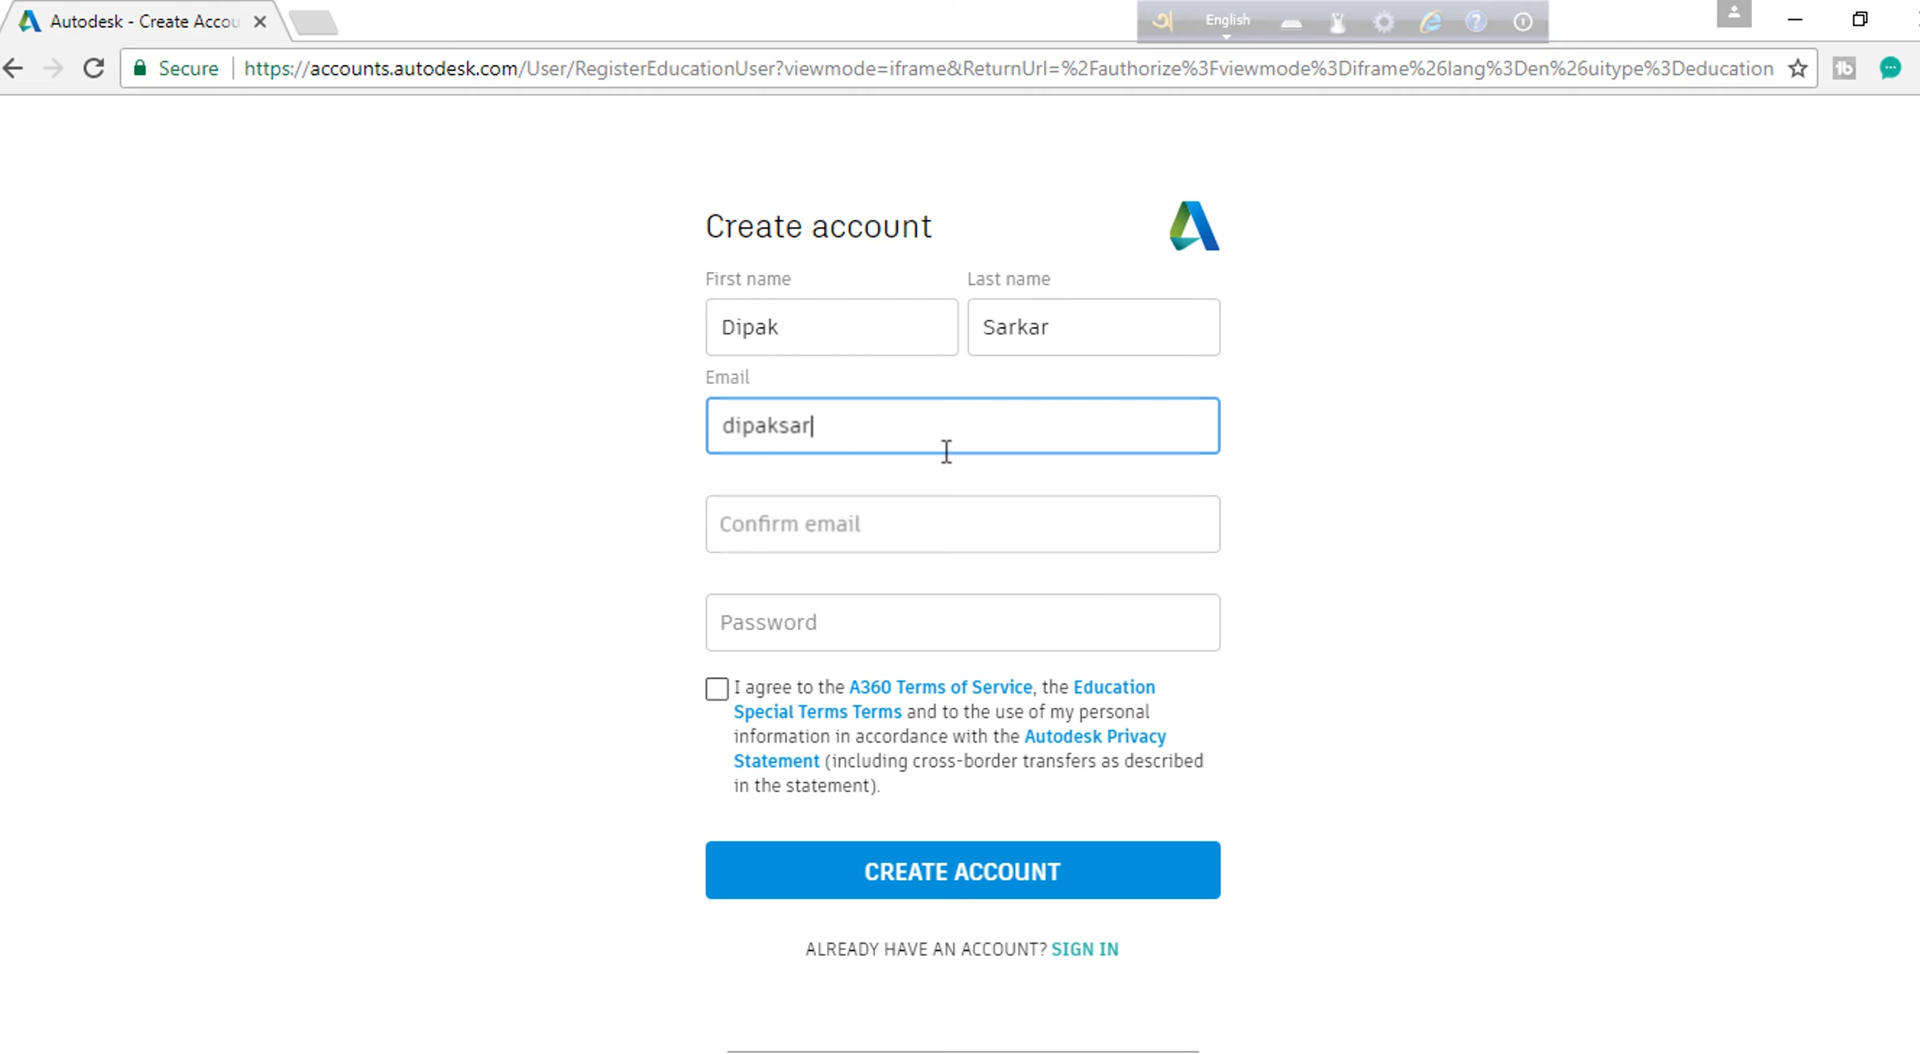 Autodesk - Create Accou
English
Secure
https://accounts.autodesk.com/User/RegisterEducationUser?viewmode=iframe&ReturnUrl=%2Fauthorize%3Fviewmode%3Diframe%26lang%3Den%26uitype%3Deducation
Create account
First name
Last name
Dipak
Sarkar
Email
dipaksar
Confirm email
Password
I agree to the A360 Terms of Service, the Education
Special Terms Terms and to the use of my personal
information in accordance with the Autodesk Privacy
Statement (including cross-border transfers as described
in the statement).
CREATE ACCOUNT
ALREADY HAVE AN ACCOUNT? SIGN IN